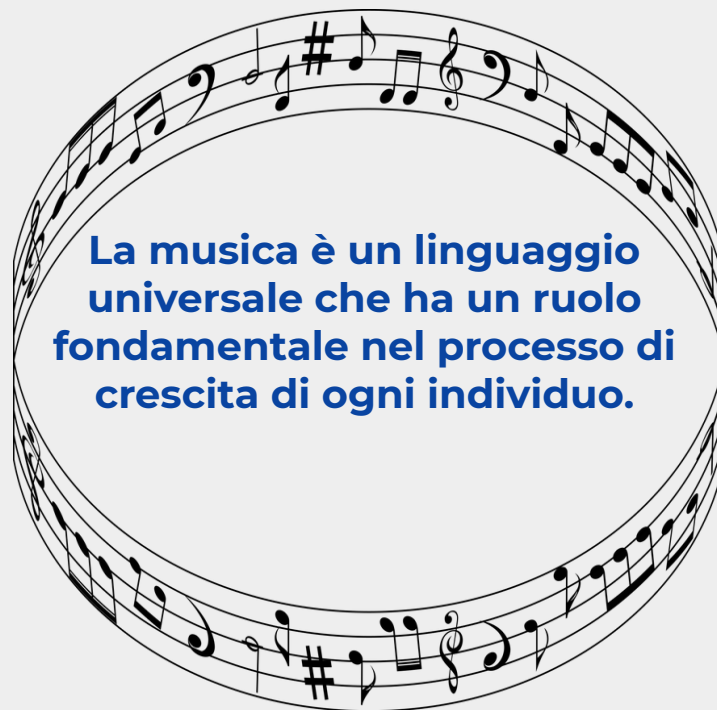 La musica è un linguaggio
universale che ha un ruolo
fondamentale nel processo di
crescita di ogni individuo.